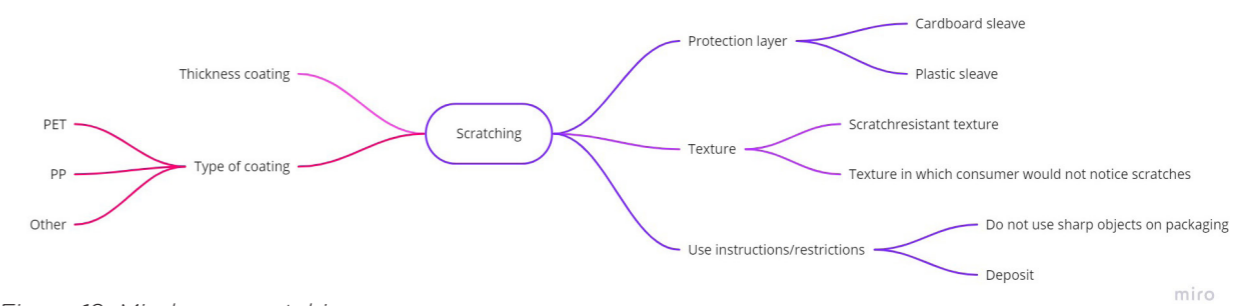 Cardboard sleave
Protection layer
Plastic sleave
Thickness coating
PET
Scratchresistant texture
Scratching
Texture
PP
Type of coating
Texture in which consumer would not notice scratches
Other
Do not use sharp objects on packaging
Use instructions/restrictions
Deposit
miro